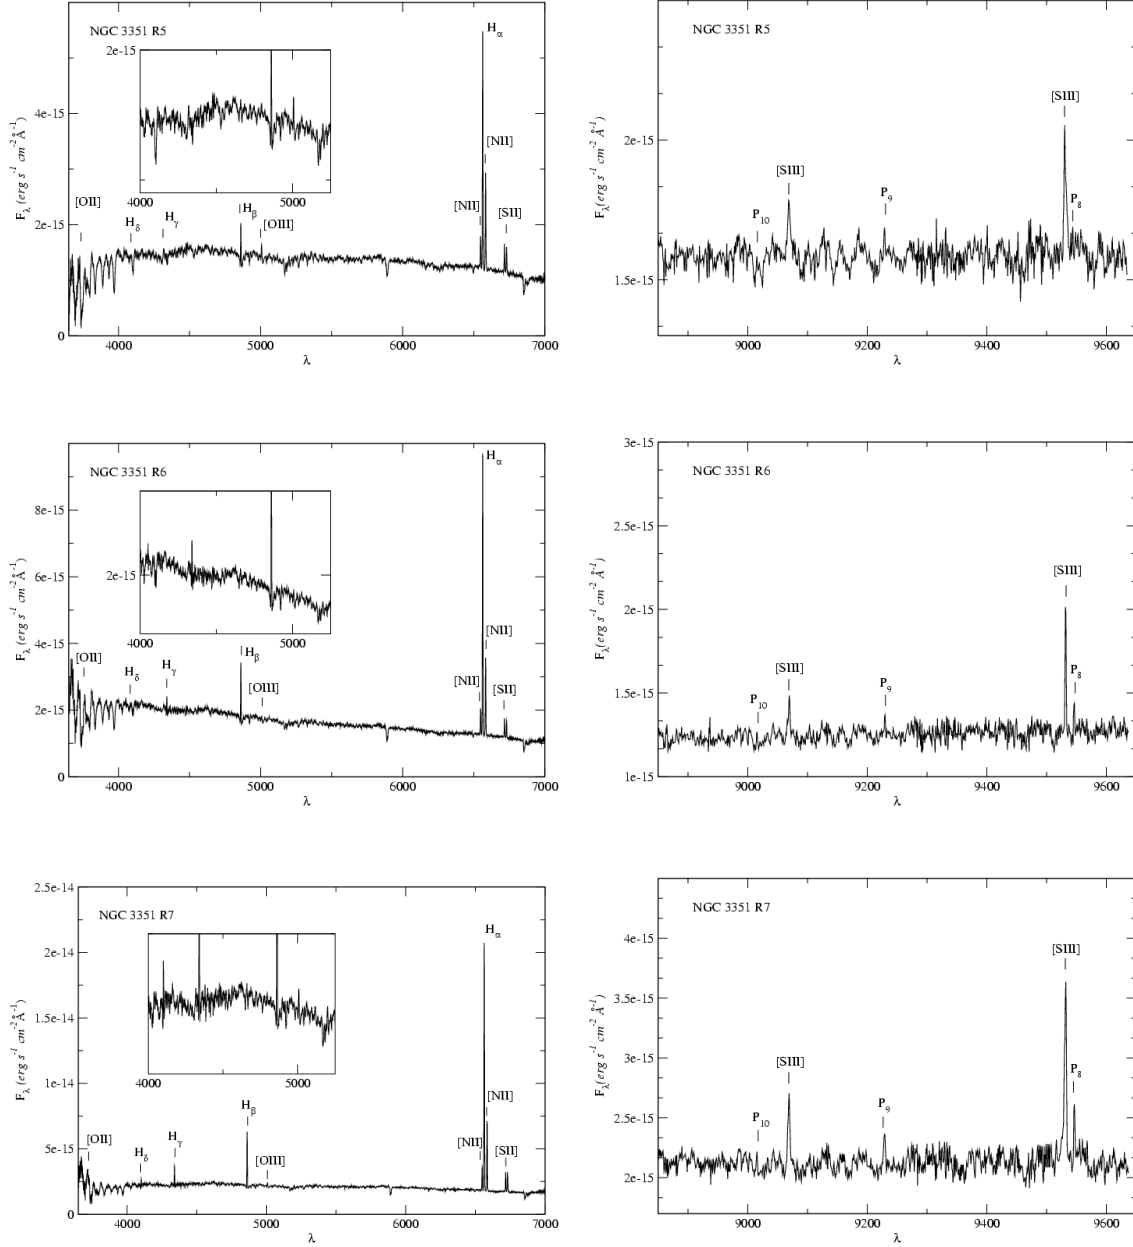 NGC 3351 R5
2e-15
4000
5000
Hα
[NII]
[OII]
Hδ
Hγ
Hβ
[OIII]
[NII]
[SII]
4e-15
2e-15
0
4000
5000
6000
7000
λ
Fλ (erg s⁻¹ cm⁻² Å⁻¹)
NGC 3351 R5
[SIII]
[SIII]
P10
P9
P8
2e-15
1.5e-15
9000
9200
9400
9600
λ
Fλ(erg s⁻¹ cm⁻² Å⁻¹)
NGC 3351 R6
2e-15
4000
5000
Hα
[NII]
[OII]
Hδ
Hγ
Hβ
[OIII]
[NII]
[SII]
8e-15
6e-15
4e-15
2e-15
0
4000
5000
6000
7000
λ
Fλ (erg s⁻¹ cm⁻² Å⁻¹)
NGC 3351 R6
[SIII]
[SIII]
P10
P9
P8
3e-15
2.5e-15
2e-15
1.5e-15
1e-15
9000
9200
9400
9600
λ
Fλ(erg s⁻¹ cm⁻² Å⁻¹)
NGC 3351 R7
4000
5000
Hα
[NII]
[OII]
Hδ
Hγ
Hβ
[OIII]
[NII]
[SII]
2.5e-14
2e-14
1.5e-14
1e-14
5e-15
0
4000
5000
6000
7000
λ
Fλ (erg s⁻¹ cm⁻² Å⁻¹)
NGC 3351 R7
[SIII]
[SIII]
P10
P9
P8
4e-15
3.5e-15
3e-15
2.5e-15
2e-15
9000
9200
9400
9600
λ
Fλ(erg s⁻¹ cm⁻² Å⁻¹)